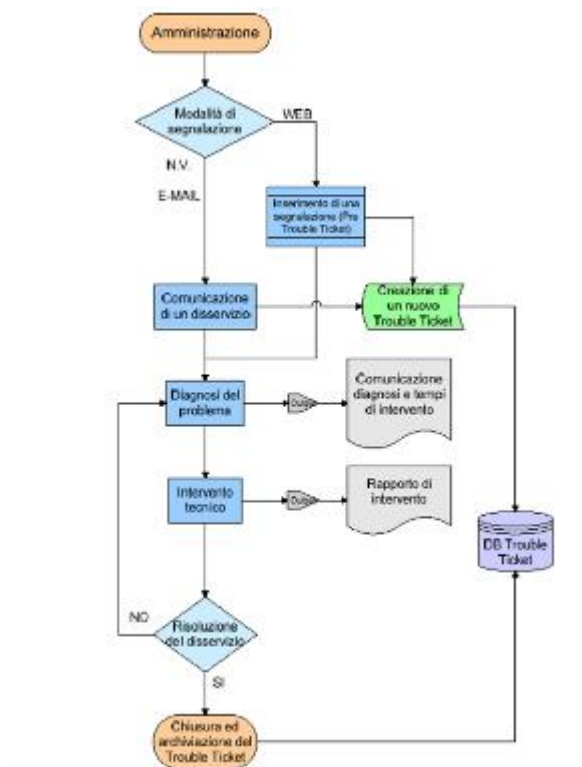 Amministrazione
Modalità di
segnalazione
WEB
N.V.
E-MAIL
Inserimento di una
segnalazione (Pre
Trouble Ticket)
Comunicazione
di un disservizio
Creazione di
un nuovo
Trouble Ticket
Diagnosi del
problema
Output
Comunicazione
diagnosi e tempi
di intervento
Intervento
tecnico
Output
Rapporto di
intervento
DB Trouble
Ticket
NO
Risoluzione
del disservizio
SI
Chiusura ed
archiviazione del
Trouble Ticket